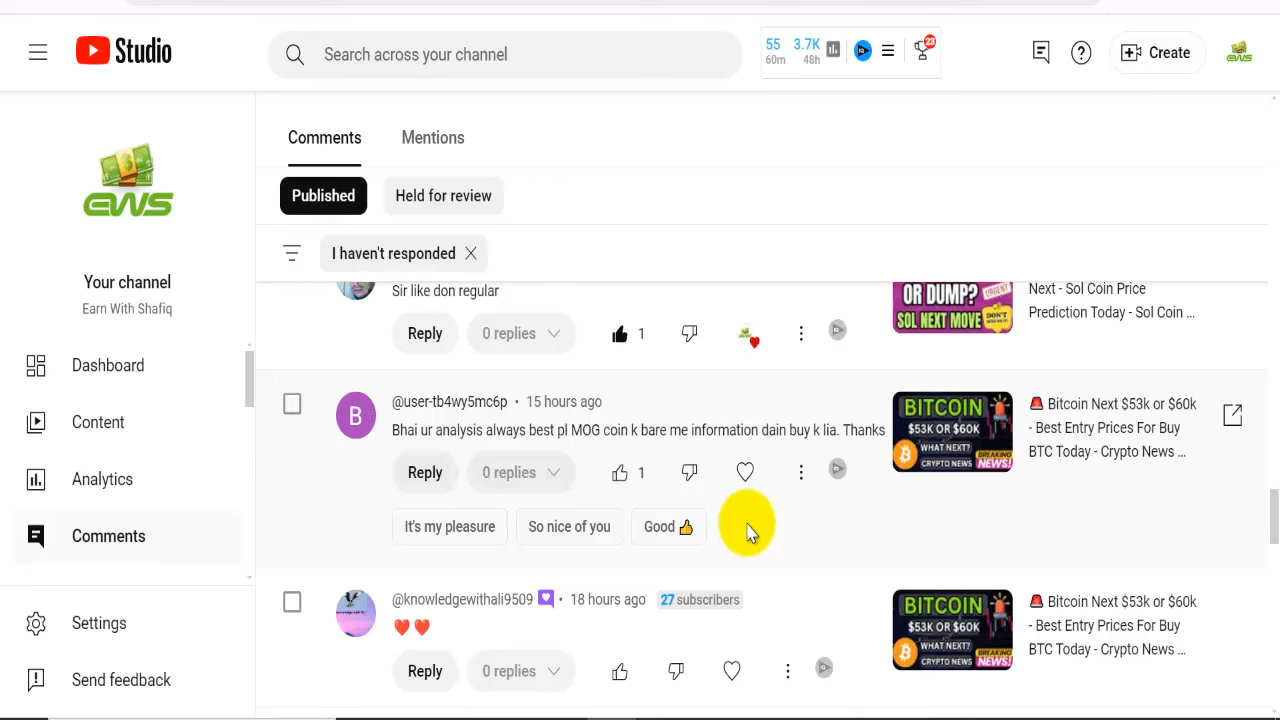 Studio
Search across your channel
55 3.7K
60m 48h
23
Create
EWS
EWS
Your channel
Earn With Shafiq
Dashboard
Content
Analytics
Comments
Settings
Send feedback
Comments Mentions
Published Held for review
I haven't responded
Sir like don regular
Reply 0 replies 1
OR DUMP? URGENT
SOL NEXT MOVE DON'T
Next - Sol Coin Price
Prediction Today - Sol Coin ...
B
@user-tb4wy5mc6p • 15 hours ago
Bhai ur analysis always best pl MOG coin k bare me information dain buy k lia. Thanks
Reply 0 replies 1
It's my pleasure So nice of you Good 👍
BITCOIN
$53K OR $60K
WHAT NEXT?
BREAKING
CRYPTO NEWS NEWS!
🚨 Bitcoin Next $53k or $60k
- Best Entry Prices For Buy
BTC Today - Crypto News ...
@knowledgewithali9509 • 18 hours ago 27 subscribers
❤️ ❤️
Reply 0 replies
BITCOIN
$53K OR $60K
WHAT NEXT?
BREAKING
CRYPTO NEWS NEWS!
🚨 Bitcoin Next $53k or $60k
- Best Entry Prices For Buy
BTC Today - Crypto News ...